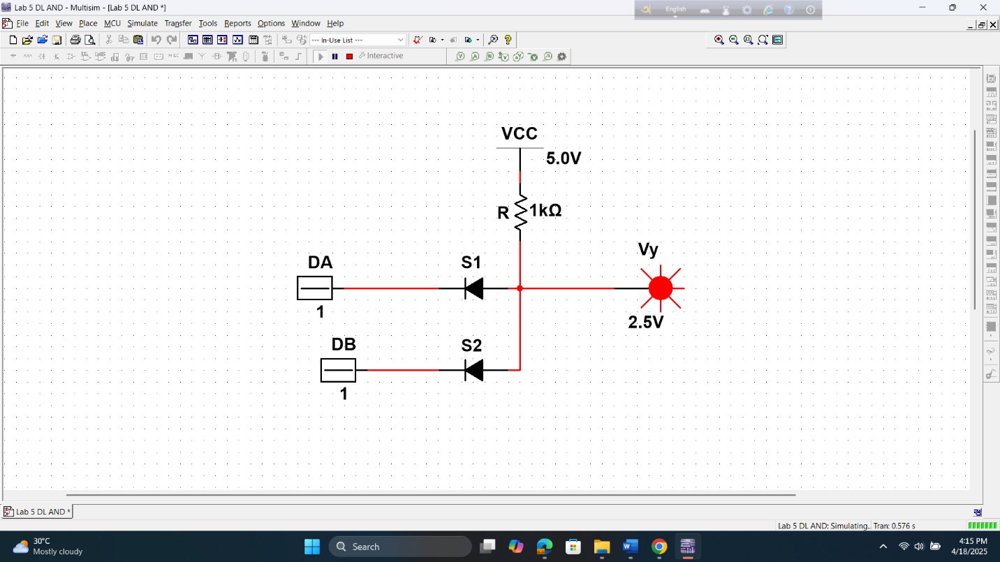 Lab 5 DL AND - Multisim - [Lab 5 DL AND *]
English
File Edit View Place MCU Simulate Transfer Tools Reports Options Window Help
--- In-Use List ---
Interactive
VCC
5.0V
R 1kΩ
Vy
DA S1
2.5V
1
DB S2
1
Lab 5 DL AND *
Lab 5 DL AND: Simulating.. Tran: 0.576 s
30°C
Mostly cloudy
Search
4:15 PM
4/18/2025